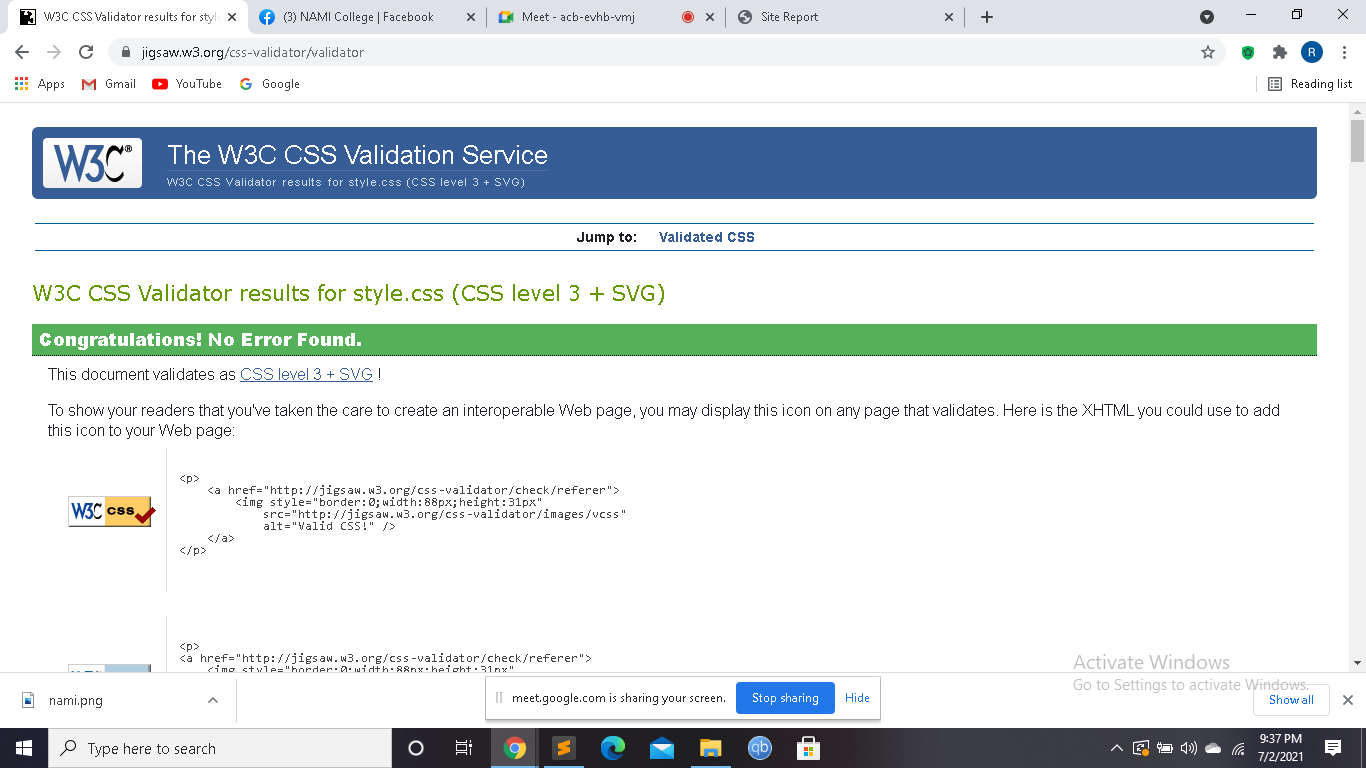 W3C CSS Validator results for styl
(3) NAMI College | Facebook
Meet - acb-evhb-vmj
Site Report
jigsaw.w3.org/css-validator/validator
R
Apps
Gmail
YouTube
Google
Reading list
W3C®
The W3C CSS Validation Service
W3C CSS Validator results for style.css (CSS level 3 + SVG)
Jump to: Validated CSS
W3C CSS Validator results for style.css (CSS level 3 + SVG)
Congratulations! No Error Found.
This document validates as CSS level 3 + SVG !
To show your readers that you've taken the care to create an interoperable Web page, you may display this icon on any page that validates. Here is the XHTML you could use to add
this icon to your Web page:
W3C css
<p>
<a href="http://jigsaw.w3.org/css-validator/check/referer">
<img style="border:0;width:88px;height:31px"
src="http://jigsaw.w3.org/css-validator/images/vcss"
alt="Valid CSS!" />
</a>
</p>
<p>
<a href="http://jigsaw.w3.org/css-validator/check/referer">
<img style="border:0;width:88px;height:31px"
Activate Windows
Go to Settings to activate Windows.
nami.png
meet.google.com is sharing your screen.
Stop sharing
Hide
Show all
Type here to search
qb
9:37 PM
7/2/2021